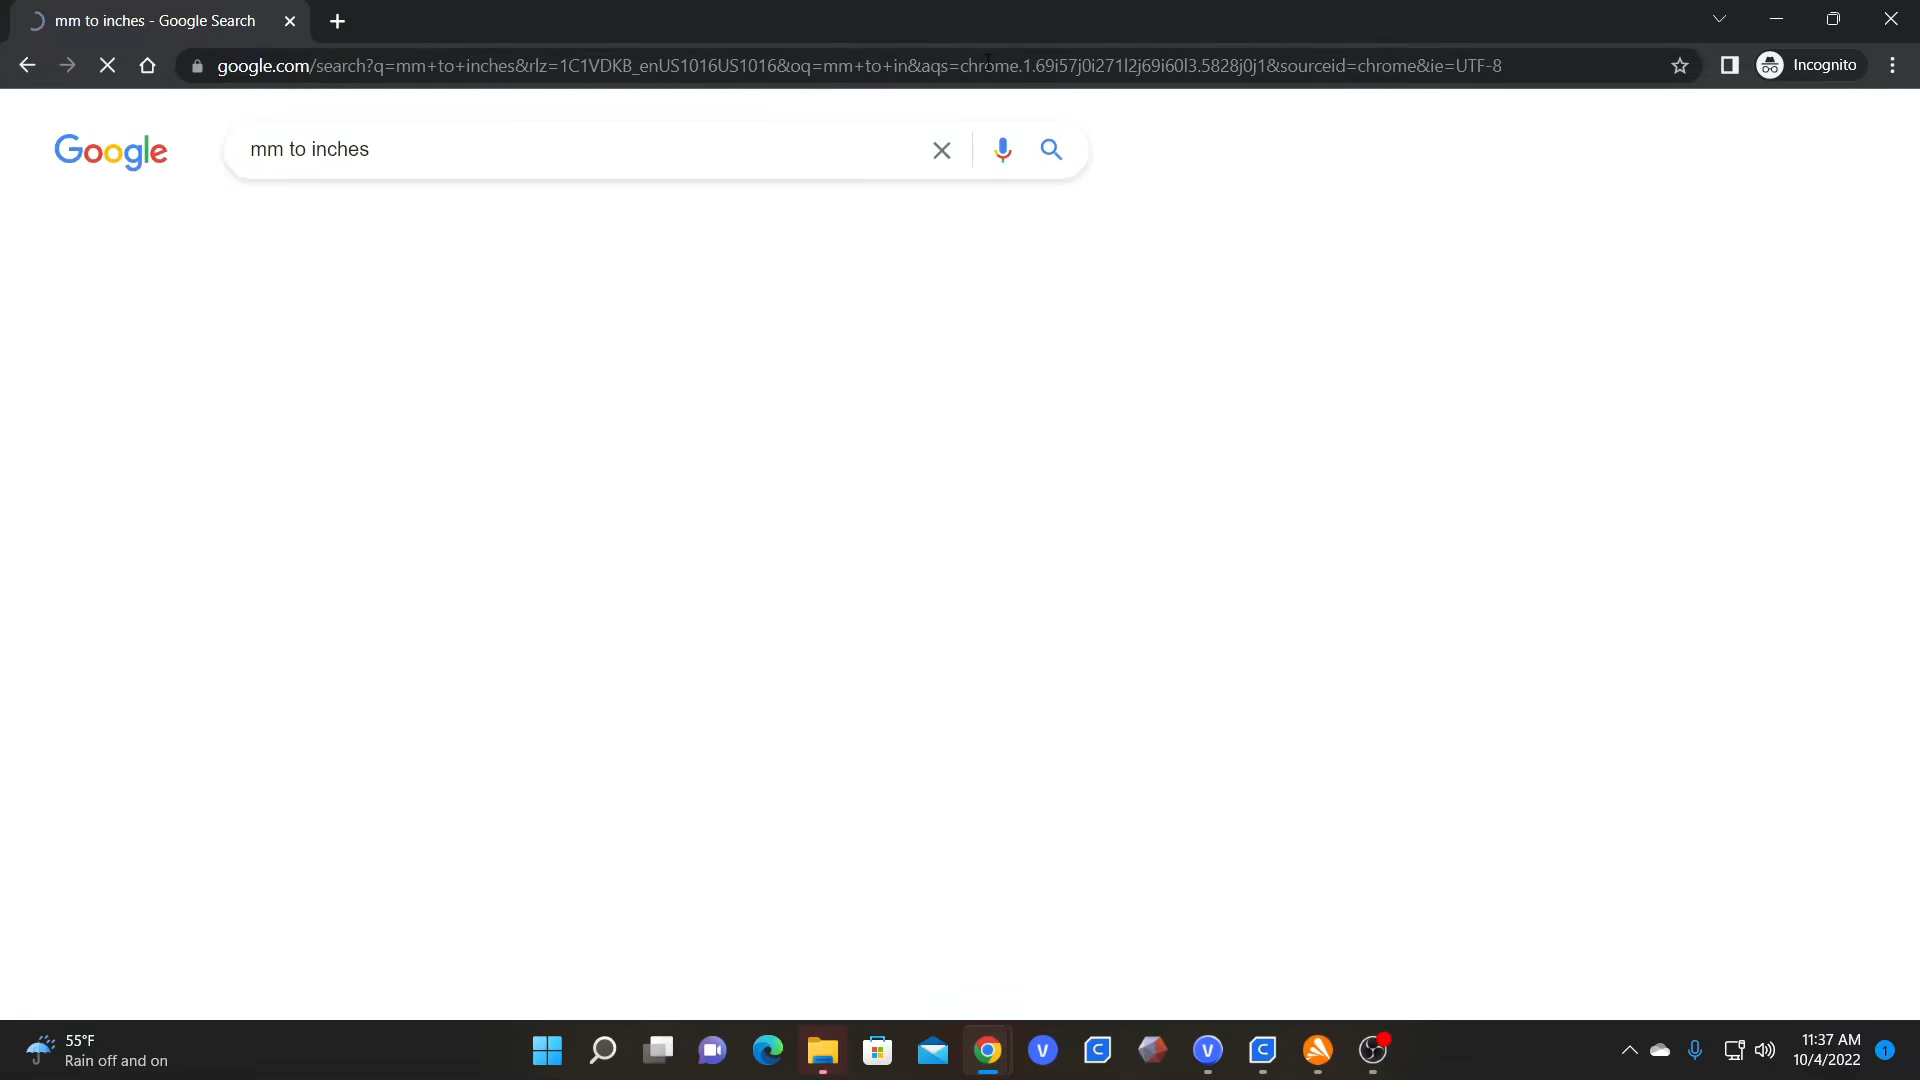 mm to inches - Google Search
google.com/search?q=mm+to+inches&rlz=1C1VDKB_enUS1016US1016&oq=mm+to+in&aqs=chrome.1.69i57j0i271l2j69i60l3.5828j0j1&sourceid=chrome&ie=UTF-8
Incognito
Google
mm to inches
55°F
Rain off and on
V
C
V
C
11:37 AM
10/4/2022
1